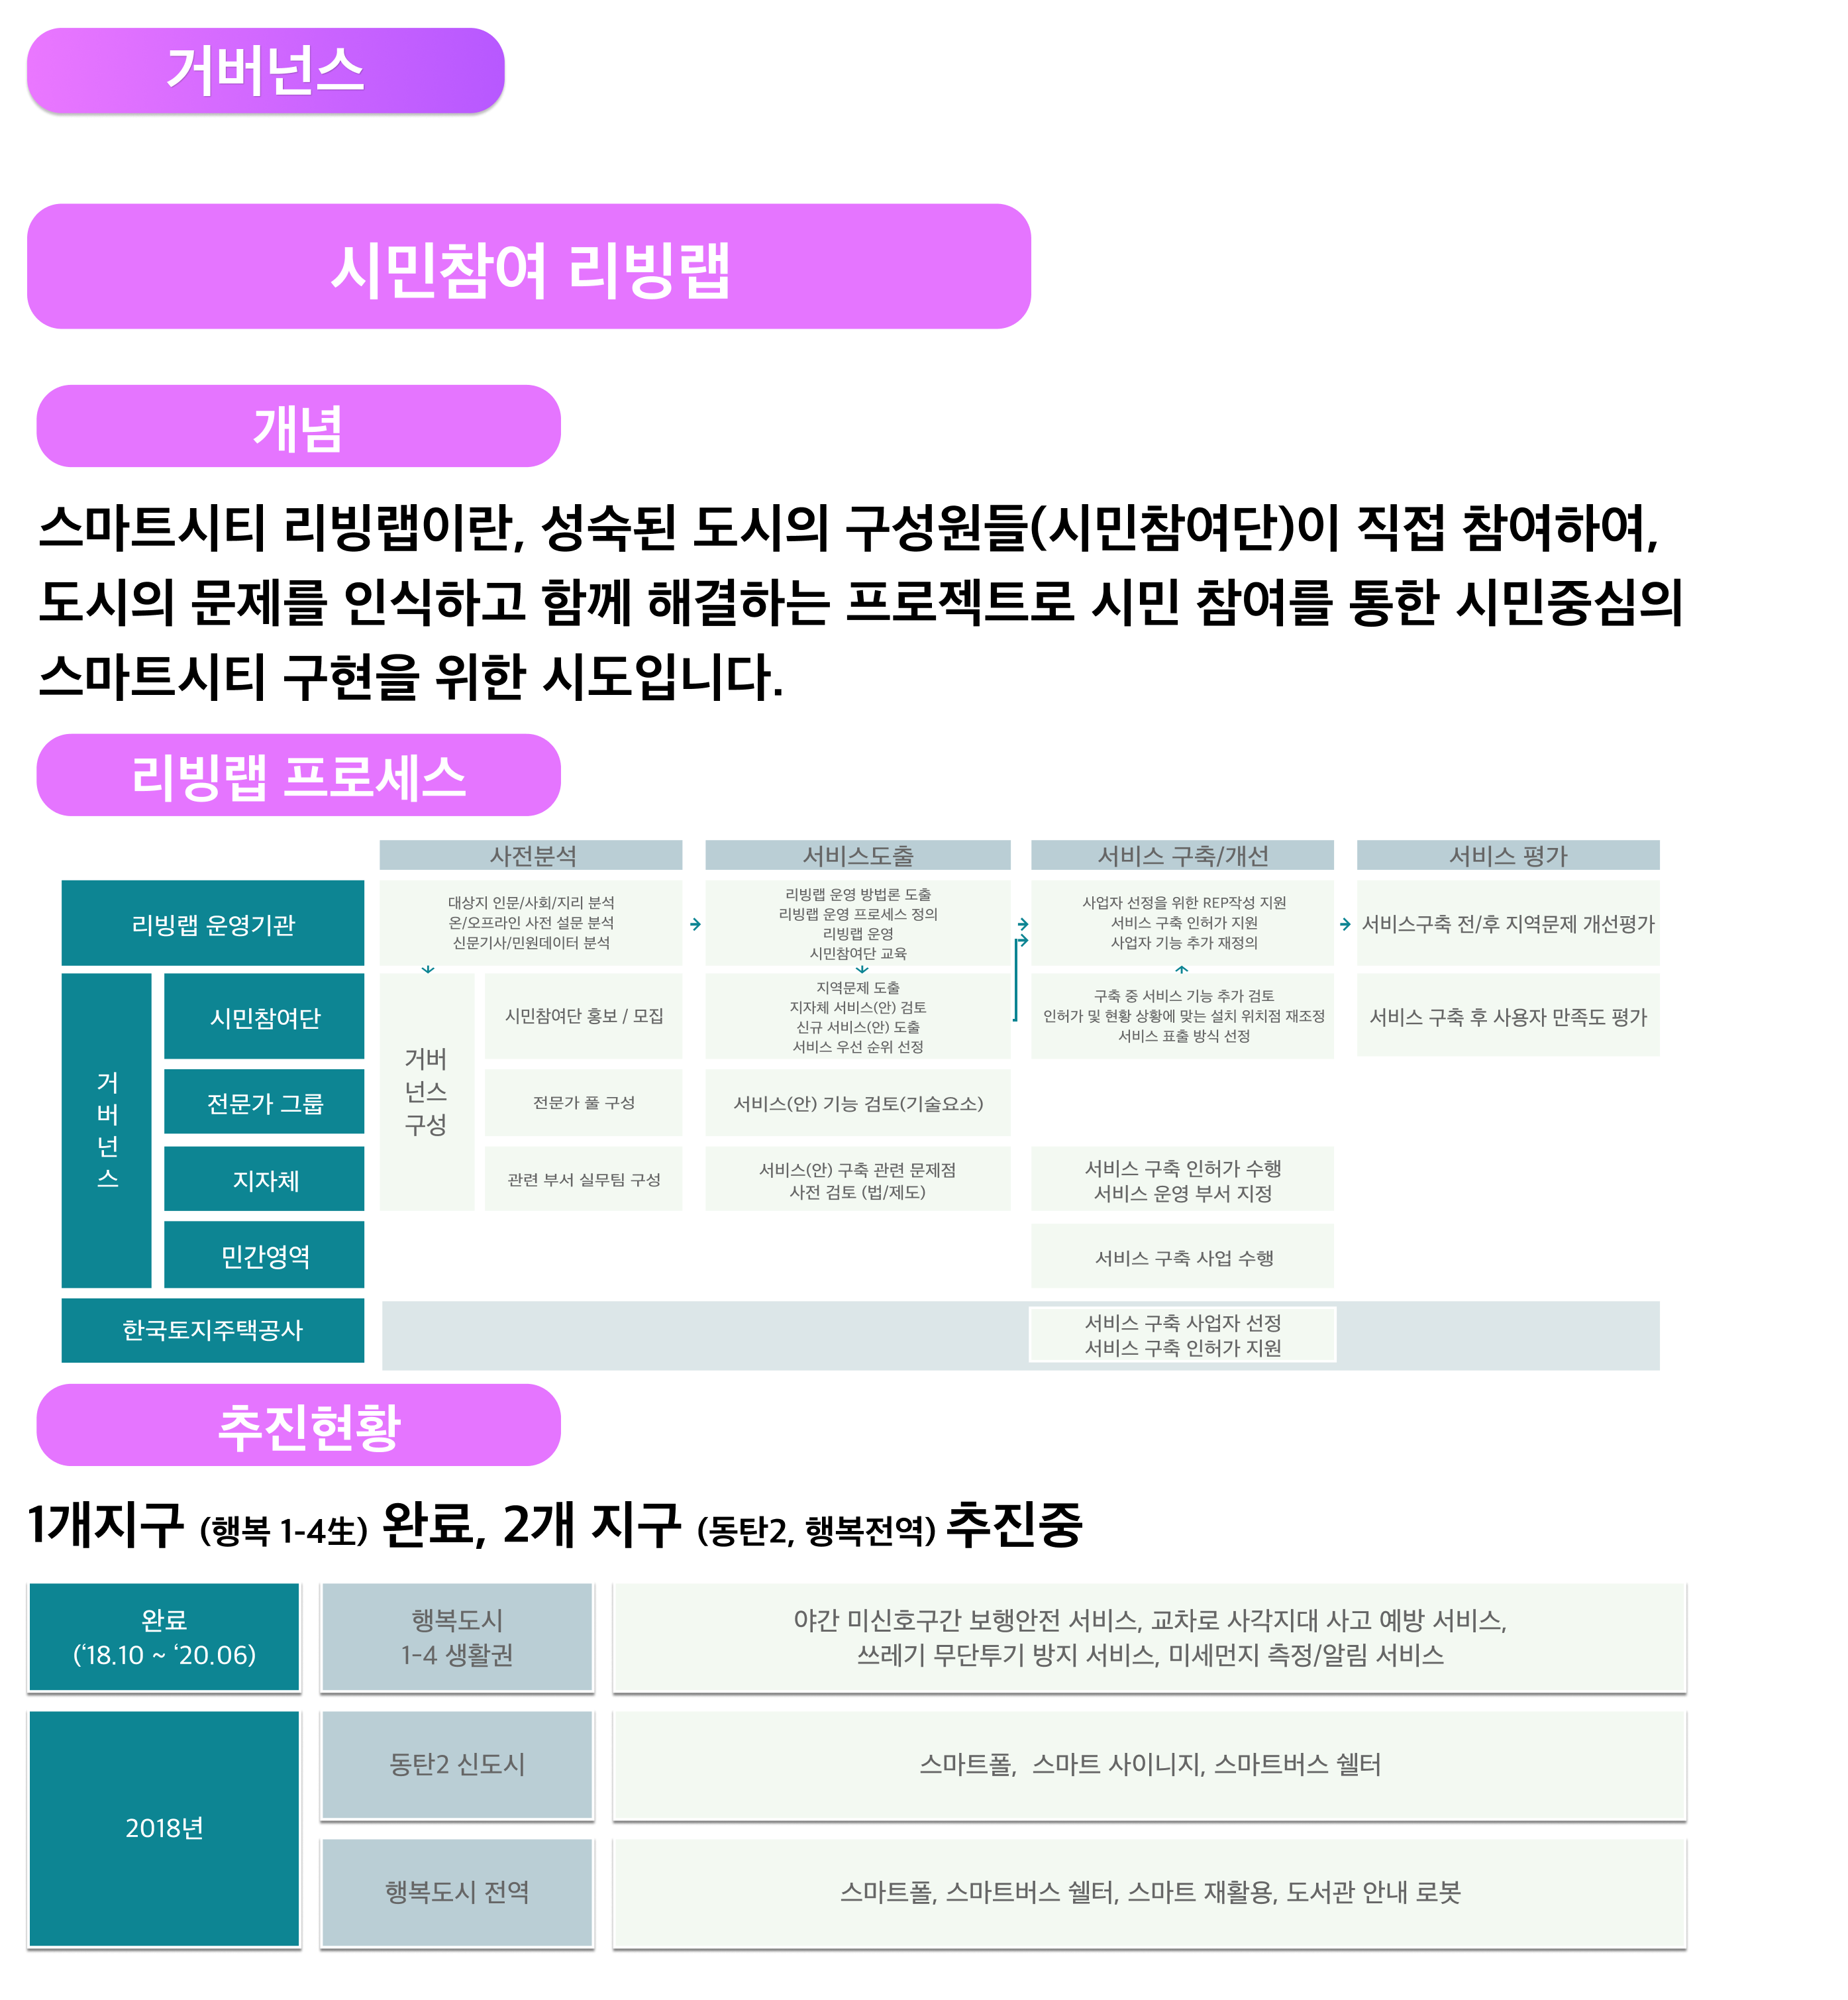 거버넌스
시민참여 리빙랩
개념
스마트시티 리빙랩이란, 성숙된 도시의 구성원들(시민참여단)이 직접 참여하여,
도시의 문제를 인식하고 함께 해결하는 프로젝트로 시민 참여를 통한 시민중심의
스마트시티 구현을 위한 시도입니다.
리빙랩 프로세스
사전분석
서비스도출
서비스 구축/개선
서비스 평가
리빙랩 운영기관
대상지 인문/사회/지리 분석
온/오프라인 사전 설문 분석
신문기사/민원데이터 분석
리빙랩 운영 방법론 도출
리빙랩 운영 프로세스 정의
리빙랩 운영
시민참여단 교육
사업자 선정을 위한 REP작성 지원
서비스 구축 인허가 지원
사업자 기능 추가 재정의
서비스구축 전/후 지역문제 개선평가
거
버
넌
스
시민참여단
거버
넌스
구성
시민참여단 홍보 / 모집
지역문제 도출
지자체 서비스(안) 검토
신규 서비스(안) 도출
서비스 우선 순위 선정
구축 중 서비스 기능 추가 검토
인허가 및 현황 상황에 맞는 설치 위치점 재조정
서비스 표출 방식 선정
서비스 구축 후 사용자 만족도 평가
전문가 그룹
전문가 풀 구성
서비스(안) 기능 검토(기술요소)
지자체
관련 부서 실무팀 구성
서비스(안) 구축 관련 문제점
사전 검토 (법/제도)
서비스 구축 인허가 수행
서비스 운영 부서 지정
민간영역
서비스 구축 사업 수행
한국토지주택공사
서비스 구축 사업자 선정
서비스 구축 인허가 지원
추진현황
1개지구 (행복 1-4生) 완료, 2개 지구 (동탄2, 행복전역) 추진중
완료
(‘18.10 ~ ‘20.06)
행복도시
1-4 생활권
야간 미신호구간 보행안전 서비스, 교차로 사각지대 사고 예방 서비스,
쓰레기 무단투기 방지 서비스, 미세먼지 측정/알림 서비스
2018년
동탄2 신도시
스마트폴,  스마트 사이니지, 스마트버스 쉘터
행복도시 전역
스마트폴, 스마트버스 쉘터, 스마트 재활용, 도서관 안내 로봇